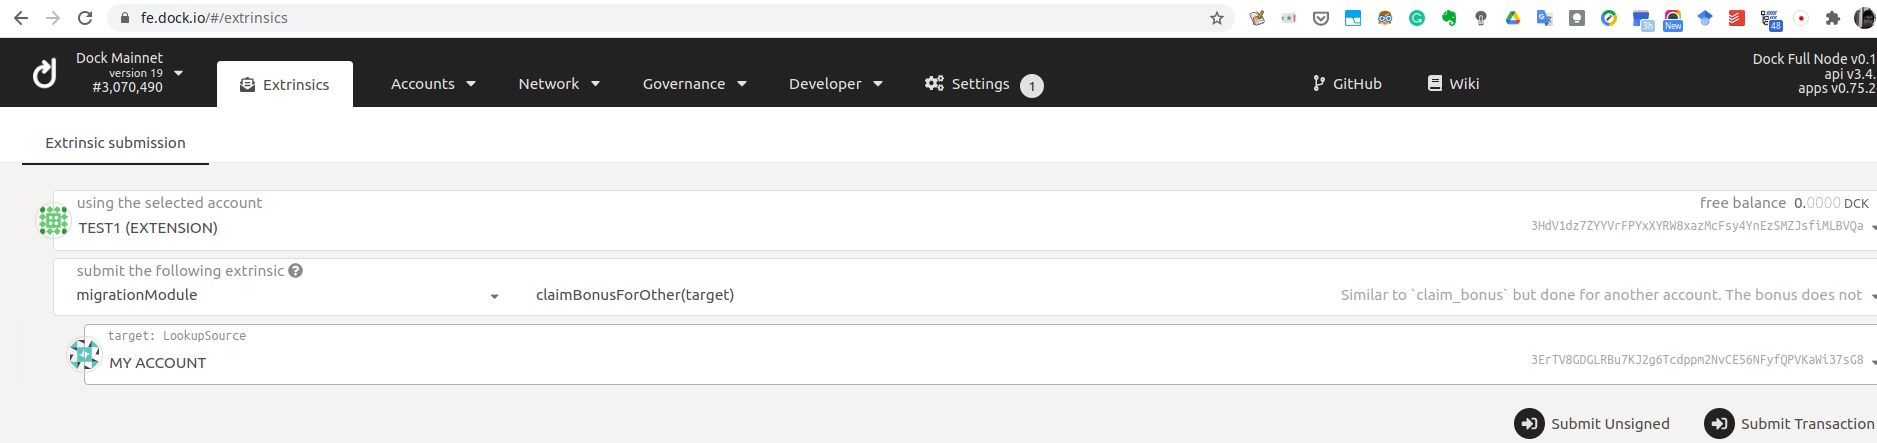 fe.dock.io/#/extrinsics
3h
New
48
Dock Mainnet
version 19
#3,070,490
Extrinsics
Accounts
Network
Governance
Developer
Settings
1
GitHub
Wiki
Dock Full Node v0.1
api v3.4.
apps v0.75.2
Extrinsic submission
using the selected account
TEST1 (EXTENSION)
free balance 0.0000 DCK
3HdV1dz7ZYYVrFPYxXYRW8xazMcFsy4YnEzSMZJsfiMLBVQa
submit the following extrinsic
migrationModule
claimBonusForOther(target)
Similar to `claim_bonus` but done for another account. The bonus does not
target: LookupSource
MY ACCOUNT
3ErTV8GDGLRBu7KJ2g6Tcdppm2NvCE56NFyfQPVKaWi37sG8
Submit Unsigned
Submit Transaction